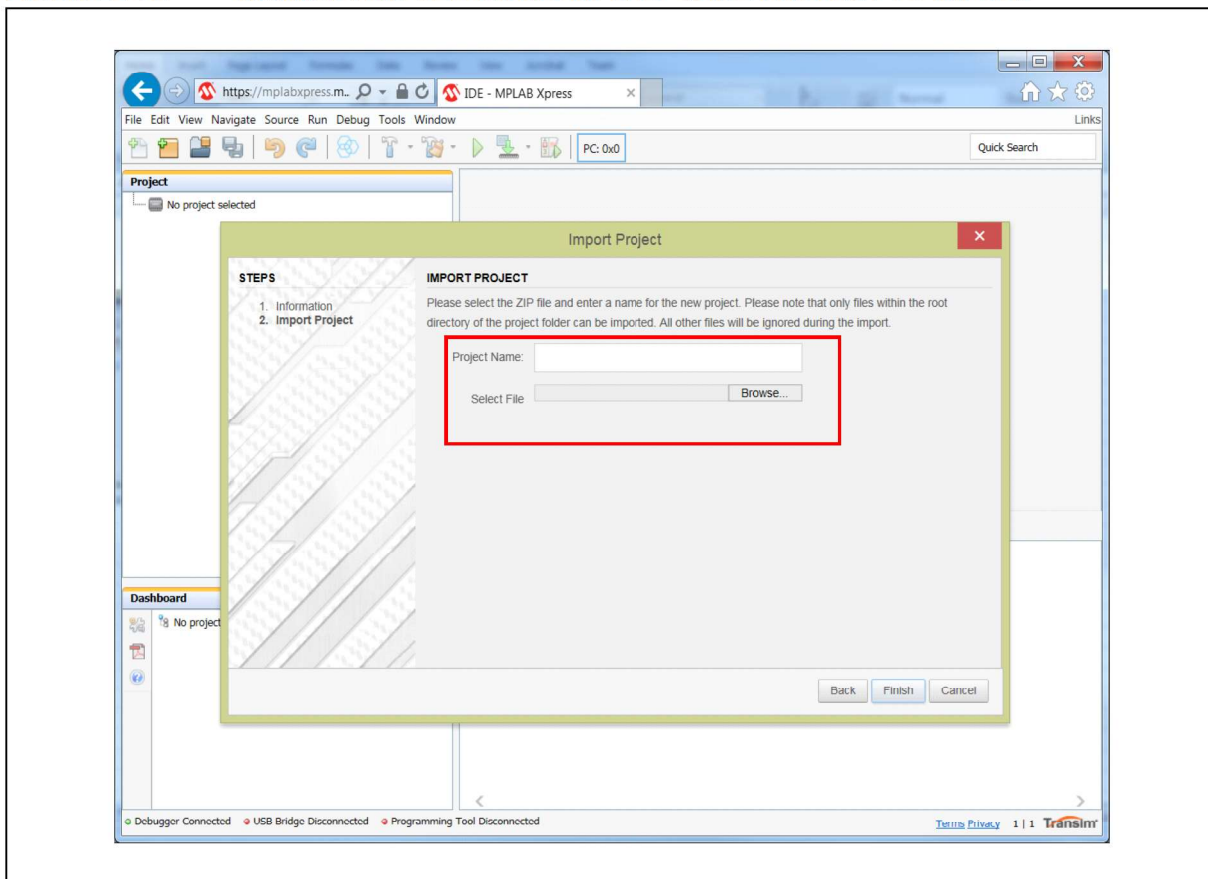 https://mplabxpress.m..
IDE - MPLAB Xpress
File Edit View Navigate Source Run Debug Tools Window
Links
PC: 0x0
Quick Search
Project
No project selected
Import Project
STEPS
1. Information
2. Import Project
IMPORT PROJECT
Please select the ZIP file and enter a name for the new project. Please note that only files within the root
directory of the project folder can be imported. All other files will be ignored during the import.
Project Name:
Select File
Browse...
Dashboard
No project
Back
Finish
Cancel
Debugger Connected
USB Bridge Disconnected
Programming Tool Disconnected
Terms
Privacy
1 | 1
Transim